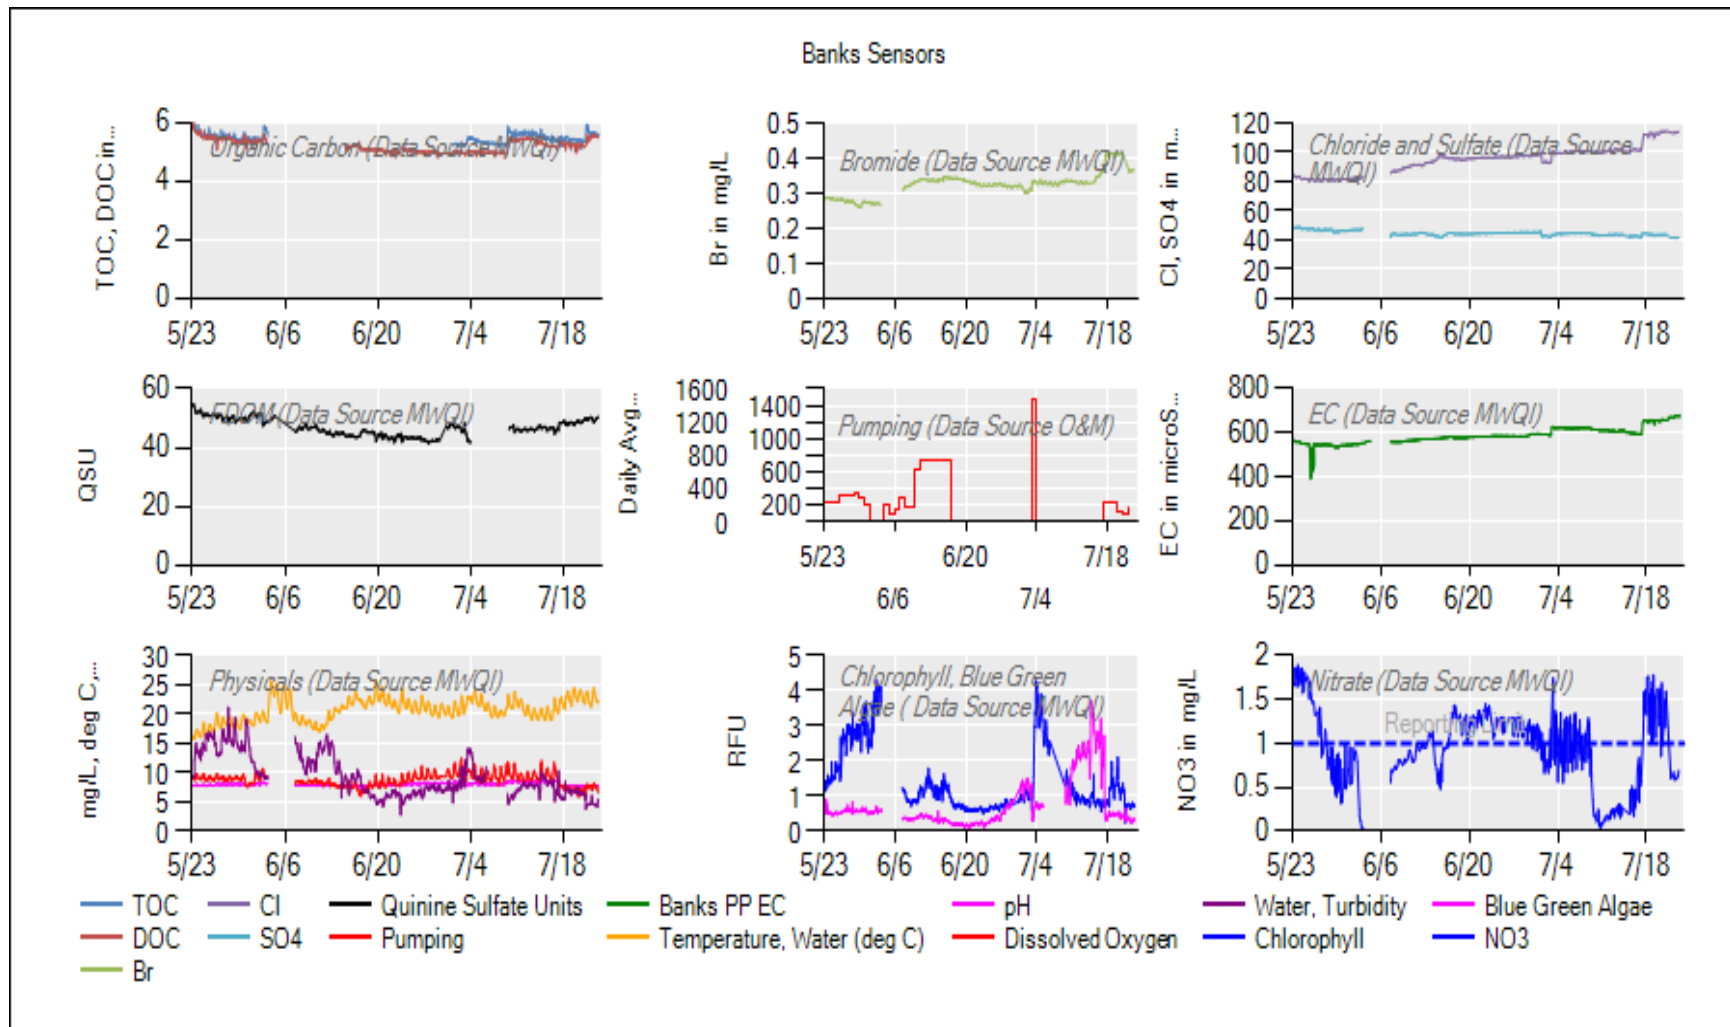 Banks Sensors
TOC, DOC in...
6
4
2
0
Organic Carbon (Data Source MWQI)
5/23 6/6 6/20 7/4 7/18
Br in mg/L
0.5
0.4
0.3
0.2
0.1
0
Bromide (Data Source MWQI)
5/23 6/6 6/20 7/4 7/18
Cl, SO4 in m...
120
100
80
60
40
20
0
Chloride and Sulfate (Data Source
MWQI)
5/23 6/6 6/20 7/4 7/18
QSU
60
40
20
0
FDOM (Data Source MWQI)
5/23 6/6 6/20 7/4 7/18
Daily Avg...
1600
1400
1200
1000
800
600
400
200
0
Pumping (Data Source O&M)
5/23 6/20 7/18
6/6 7/4
EC in microS...
800
600
400
200
0
EC (Data Source MWQI)
5/23 6/6 6/20 7/4 7/18
mg/L, deg C,...
30
25
20
15
10
5
0
Physicals (Data Source MWQI)
5/23 6/6 6/20 7/4 7/18
RFU
5
4
3
2
1
0
Chlorophyll, Blue Green
Algae ( Data Source MWQI)
5/23 6/6 6/20 7/4 7/18
NO3 in mg/L
2
1.5
1
0.5
0
Nitrate (Data Source MWQI)
Reporting Limit
5/23 6/6 6/20 7/4 7/18
TOC Cl Quinine Sulfate Units Banks PP EC pH Water, Turbidity Blue Green Algae
DOC SO4 Pumping Temperature, Water (deg C) Dissolved Oxygen Chlorophyll NO3
Br